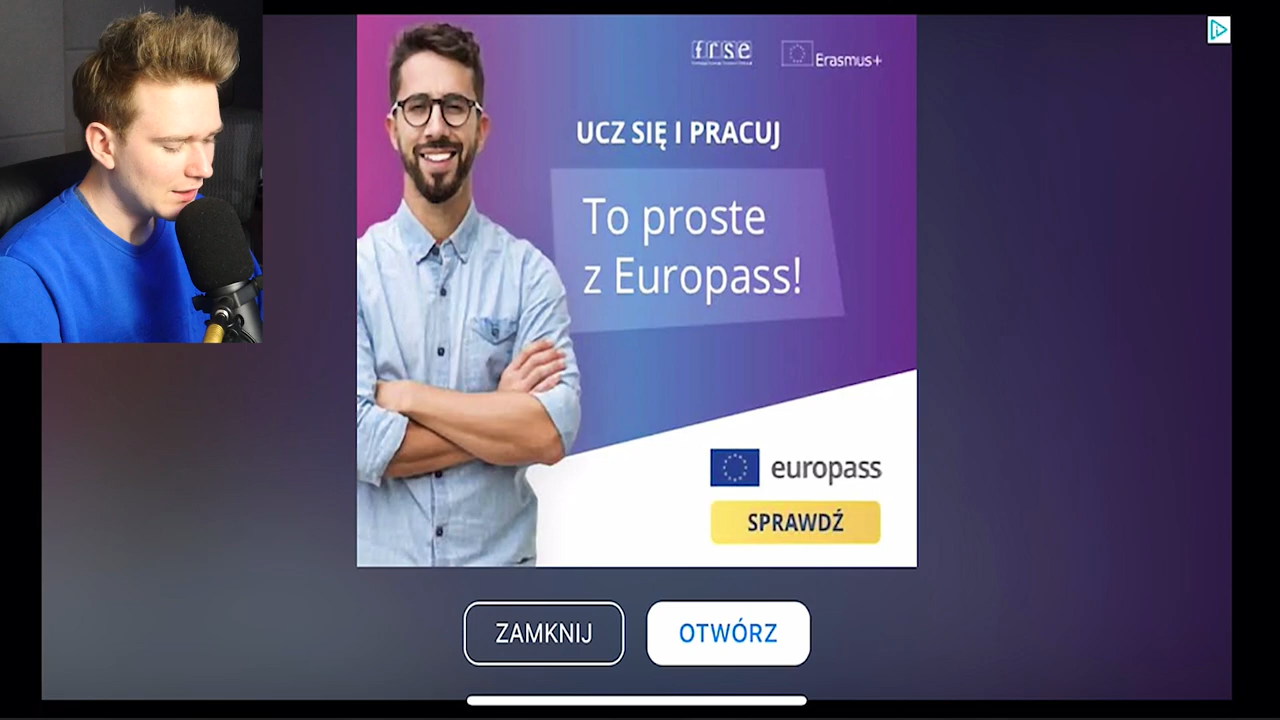 frse
Erasmus+
UCZ SIĘ I PRACUJ
To proste
z Europass!
europass
SPRAWDŹ
ZAMKNIJ
OTWÓRZ